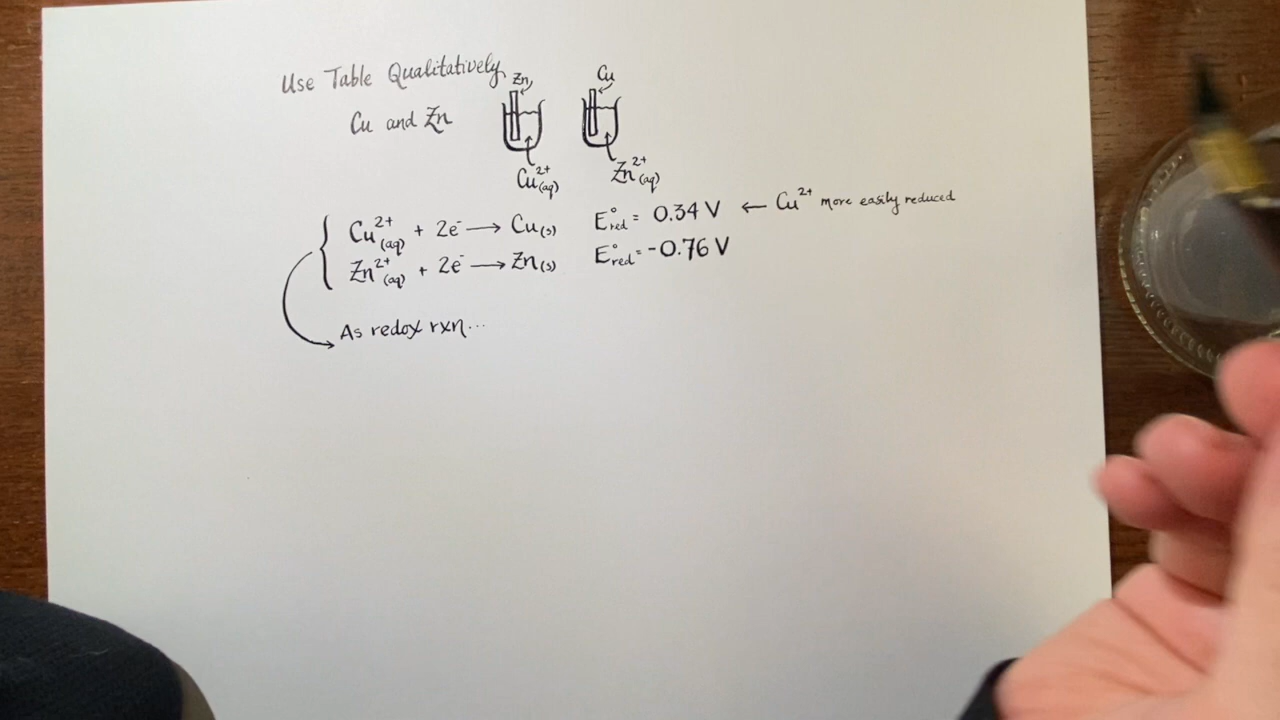 Use Table Qualitatively
Zn
Cu
Cu and Zn
Cu²⁺(aq)
Zn²⁺(aq)
Cu²⁺(aq) + 2e⁻ → Cu(s) E°red = 0.34 V ← Cu²⁺ more easily reduced
Zn²⁺(aq) + 2e⁻ → Zn(s) E°red = -0.76 V
As redox rxn...